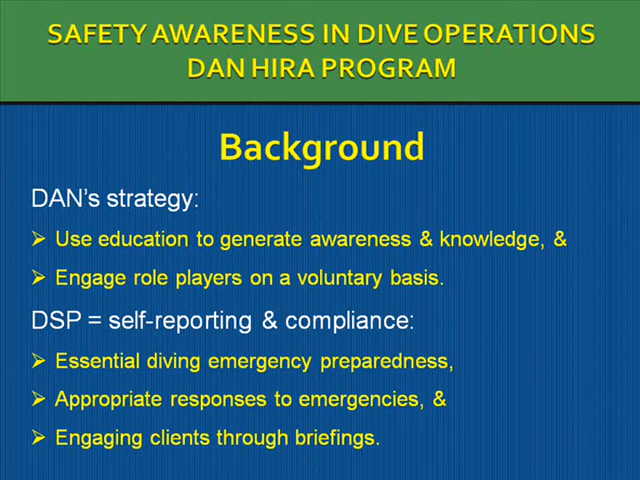 SAFETY AWARENESS IN DIVE OPERATIONS
DAN HIRA PROGRAM
Background
DAN's strategy:
➢ Use education to generate awareness & knowledge, &
➢ Engage role players on a voluntary basis.
DSP = self-reporting & compliance:
➢ Essential diving emergency preparedness,
➢ Appropriate responses to emergencies, &
➢ Engaging clients through briefings.